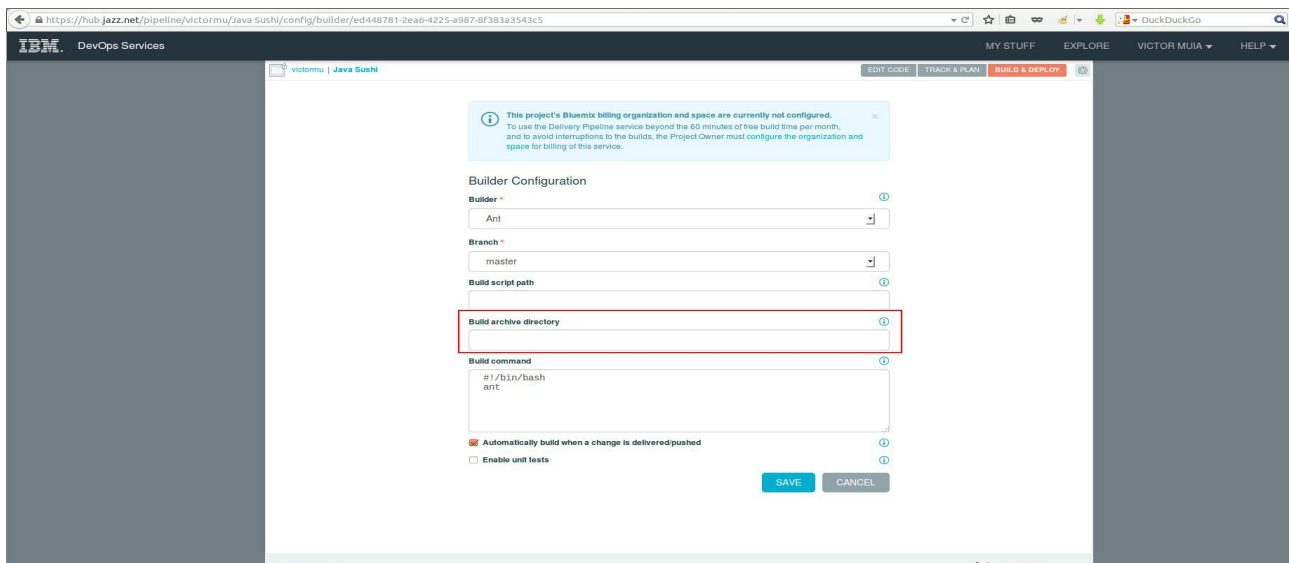 https://hub.jazz.net/pipeline/victormu/Java Sushi/config/builder/ed448781-2ea6-4225-a987-8f383a3543c5
DuckDuckGo
IBM. DevOps Services
MY STUFF EXPLORE VICTOR MUIA HELP
victormu | Java Sushi
EDIT CODE TRACK & PLAN BUILD & DEPLOY
This project's Bluemix billing organization and space are currently not configured.
To use the Delivery Pipeline service beyond the 60 minutes of free build time per month,
and to avoid interruptions to the builds, the Project Owner must configure the organization and
space for billing of this service.
Builder Configuration
Builder *
Ant
Branch *
master
Build script path
Build archive directory
Build command
#!/bin/bash
ant
Automatically build when a change is delivered/pushed
Enable unit tests
SAVE CANCEL